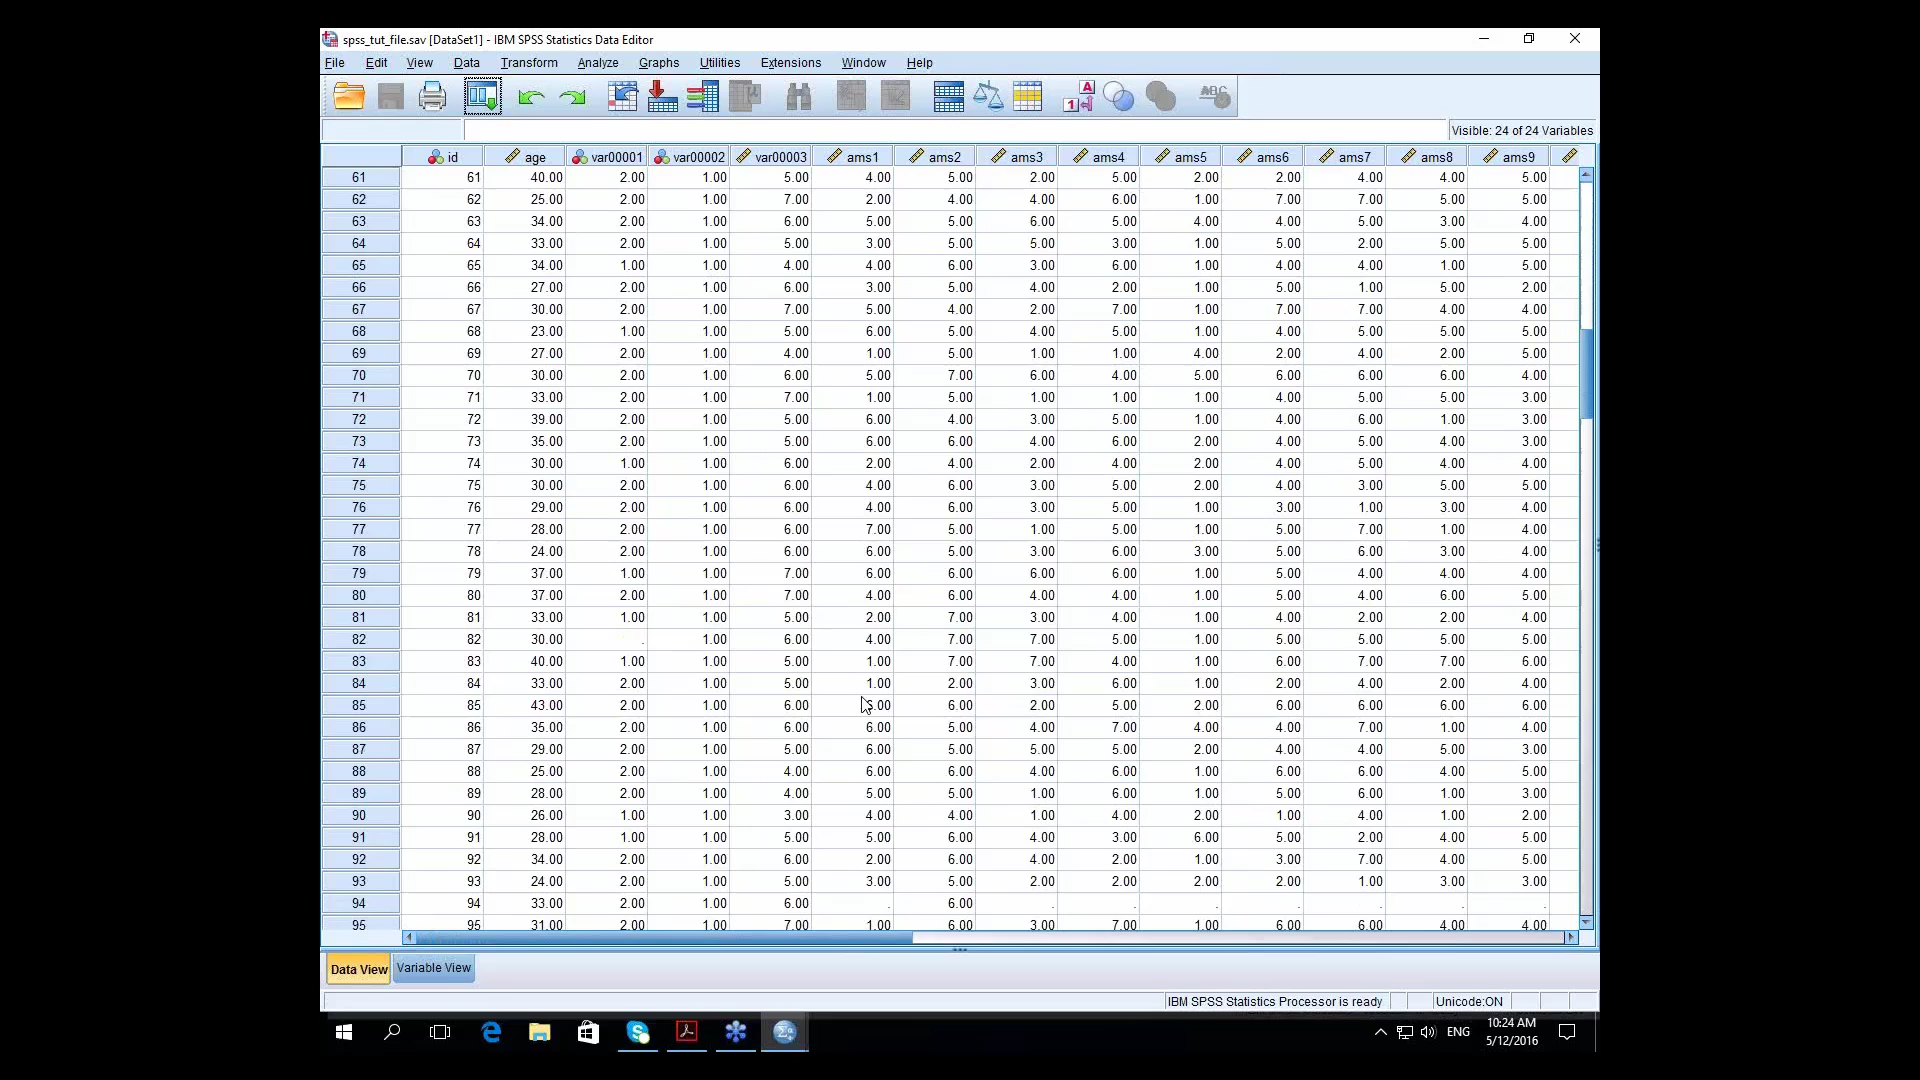 spss_tut_file.sav [DataSet1] - IBM SPSS Statistics Data Editor
File Edit View Data Transform Analyze Graphs Utilities Extensions Window Help
Visible: 24 of 24 Variables
id age var00001 var00002 var00003 ams1 ams2 ams3 ams4 ams5 ams6 ams7 ams8 ams9
61 61 40.00 2.00 1.00 5.00 4.00 5.00 2.00 5.00 2.00 2.00 4.00 4.00 5.00
62 62 25.00 2.00 1.00 7.00 2.00 4.00 4.00 6.00 1.00 7.00 7.00 5.00 5.00
63 63 34.00 2.00 1.00 6.00 5.00 5.00 6.00 5.00 4.00 4.00 5.00 3.00 4.00
64 64 33.00 2.00 1.00 5.00 3.00 5.00 5.00 3.00 1.00 5.00 2.00 5.00 5.00
65 65 34.00 1.00 1.00 4.00 4.00 6.00 3.00 6.00 1.00 4.00 4.00 1.00 5.00
66 66 27.00 2.00 1.00 6.00 3.00 5.00 4.00 2.00 1.00 5.00 1.00 5.00 2.00
67 67 30.00 2.00 1.00 7.00 5.00 4.00 2.00 7.00 1.00 7.00 7.00 4.00 4.00
68 68 23.00 1.00 1.00 5.00 6.00 5.00 4.00 5.00 1.00 4.00 5.00 5.00 5.00
69 69 27.00 2.00 1.00 4.00 1.00 5.00 1.00 1.00 4.00 2.00 4.00 2.00 5.00
70 70 30.00 2.00 1.00 6.00 5.00 7.00 6.00 4.00 5.00 6.00 6.00 6.00 4.00
71 71 33.00 2.00 1.00 7.00 1.00 5.00 1.00 1.00 1.00 4.00 5.00 5.00 3.00
72 72 39.00 2.00 1.00 5.00 6.00 4.00 3.00 5.00 1.00 4.00 6.00 1.00 3.00
73 73 35.00 2.00 1.00 5.00 6.00 6.00 4.00 6.00 2.00 4.00 5.00 4.00 3.00
74 74 30.00 1.00 1.00 6.00 2.00 4.00 2.00 4.00 2.00 4.00 5.00 4.00 4.00
75 75 30.00 2.00 1.00 6.00 4.00 6.00 3.00 5.00 2.00 4.00 3.00 5.00 5.00
76 76 29.00 2.00 1.00 6.00 4.00 6.00 3.00 5.00 1.00 3.00 1.00 3.00 4.00
77 77 28.00 2.00 1.00 6.00 7.00 5.00 1.00 5.00 1.00 5.00 7.00 1.00 4.00
78 78 24.00 2.00 1.00 6.00 6.00 5.00 3.00 6.00 3.00 5.00 6.00 3.00 4.00
79 79 37.00 1.00 1.00 7.00 6.00 6.00 6.00 6.00 1.00 5.00 4.00 4.00 4.00
80 80 37.00 2.00 1.00 7.00 4.00 6.00 4.00 4.00 1.00 5.00 4.00 6.00 5.00
81 81 33.00 1.00 1.00 5.00 2.00 7.00 3.00 4.00 1.00 4.00 2.00 2.00 4.00
82 82 30.00 . 1.00 6.00 4.00 7.00 7.00 5.00 1.00 5.00 5.00 5.00 5.00
83 83 40.00 1.00 1.00 5.00 1.00 7.00 7.00 4.00 1.00 6.00 7.00 7.00 6.00
84 84 33.00 2.00 1.00 5.00 1.00 2.00 3.00 6.00 1.00 2.00 4.00 2.00 4.00
85 85 43.00 2.00 1.00 6.00 6.00 2.00 5.00 2.00 6.00 6.00 6.00 6.00
86 86 35.00 2.00 1.00 6.00 6.00 5.00 4.00 7.00 4.00 4.00 7.00 1.00 4.00
87 87 29.00 2.00 1.00 5.00 6.00 5.00 5.00 5.00 2.00 4.00 4.00 5.00 3.00
88 88 25.00 2.00 1.00 4.00 6.00 6.00 4.00 6.00 1.00 6.00 6.00 4.00 5.00
89 89 28.00 2.00 1.00 4.00 5.00 5.00 1.00 6.00 1.00 5.00 6.00 1.00 3.00
90 90 26.00 1.00 1.00 3.00 4.00 4.00 1.00 4.00 2.00 1.00 4.00 1.00 2.00
91 91 28.00 1.00 1.00 5.00 5.00 6.00 4.00 3.00 6.00 5.00 2.00 4.00 5.00
92 92 34.00 2.00 1.00 6.00 2.00 6.00 4.00 2.00 1.00 3.00 7.00 4.00 5.00
93 93 24.00 2.00 1.00 5.00 3.00 5.00 2.00 2.00 2.00 2.00 1.00 3.00 3.00
94 94 33.00 2.00 1.00 6.00 . 6.00 . . . . . . .
95 95 31.00 2.00 1.00 7.00 1.00 6.00 3.00 7.00 1.00 6.00 6.00 4.00 4.00
Data View Variable View
IBM SPSS Statistics Processor is ready Unicode:ON
ENG 10:24 AM
5/12/2016